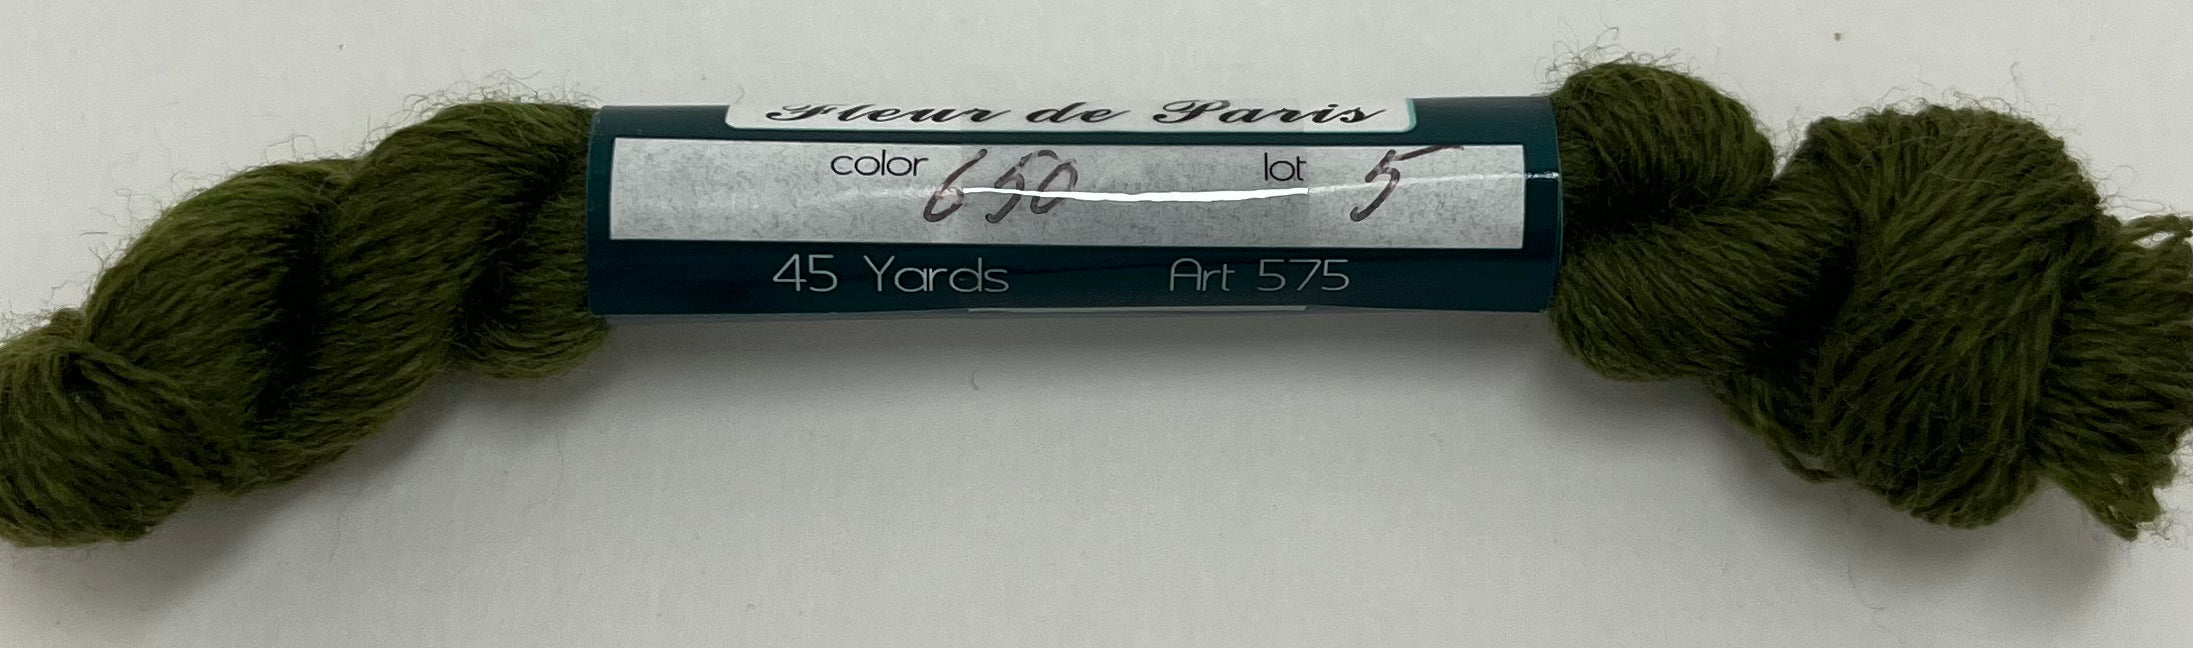 Fleur de Paris
color 650 lot 5
45 Yards Art 575